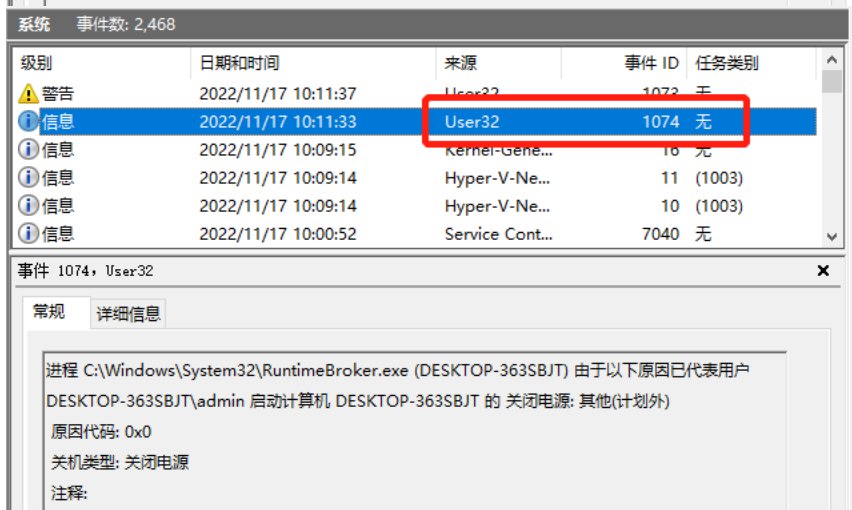 系统 事件数: 2,468
级别 日期和时间 来源 事件 ID 任务类别
警告 2022/11/17 10:11:37 User32 1073 无
信息 2022/11/17 10:11:33 User32 1074 无
信息 2022/11/17 10:09:15 Kernel-Gene... 16 无
信息 2022/11/17 10:09:14 Hyper-V-Ne... 11 (1003)
信息 2022/11/17 10:09:14 Hyper-V-Ne... 10 (1003)
信息 2022/11/17 10:00:52 Service Cont... 7040 无
事件 1074，User32
常规 详细信息
进程 C:\Windows\System32\RuntimeBroker.exe (DESKTOP-363SBJT) 由于以下原因已代表用户
DESKTOP-363SBJT\admin 启动计算机 DESKTOP-363SBJT 的 关闭电源: 其他(计划外)
原因代码: 0x0
关机类型: 关闭电源
注释: